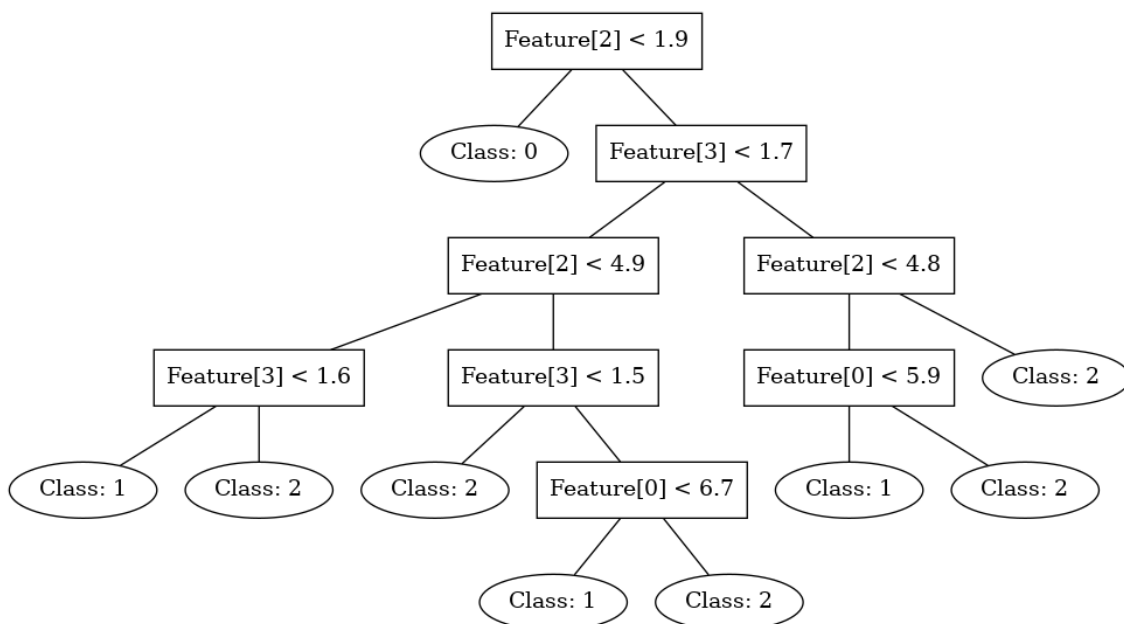 Feature[2] < 1.9
Class: 0
Feature[3] < 1.7
Feature[2] < 4.9
Feature[2] < 4.8
Feature[3] < 1.6
Feature[3] < 1.5
Feature[0] < 5.9
Class: 2
Class: 1
Class: 2
Class: 2
Feature[0] < 6.7
Class: 1
Class: 2
Class: 1
Class: 2